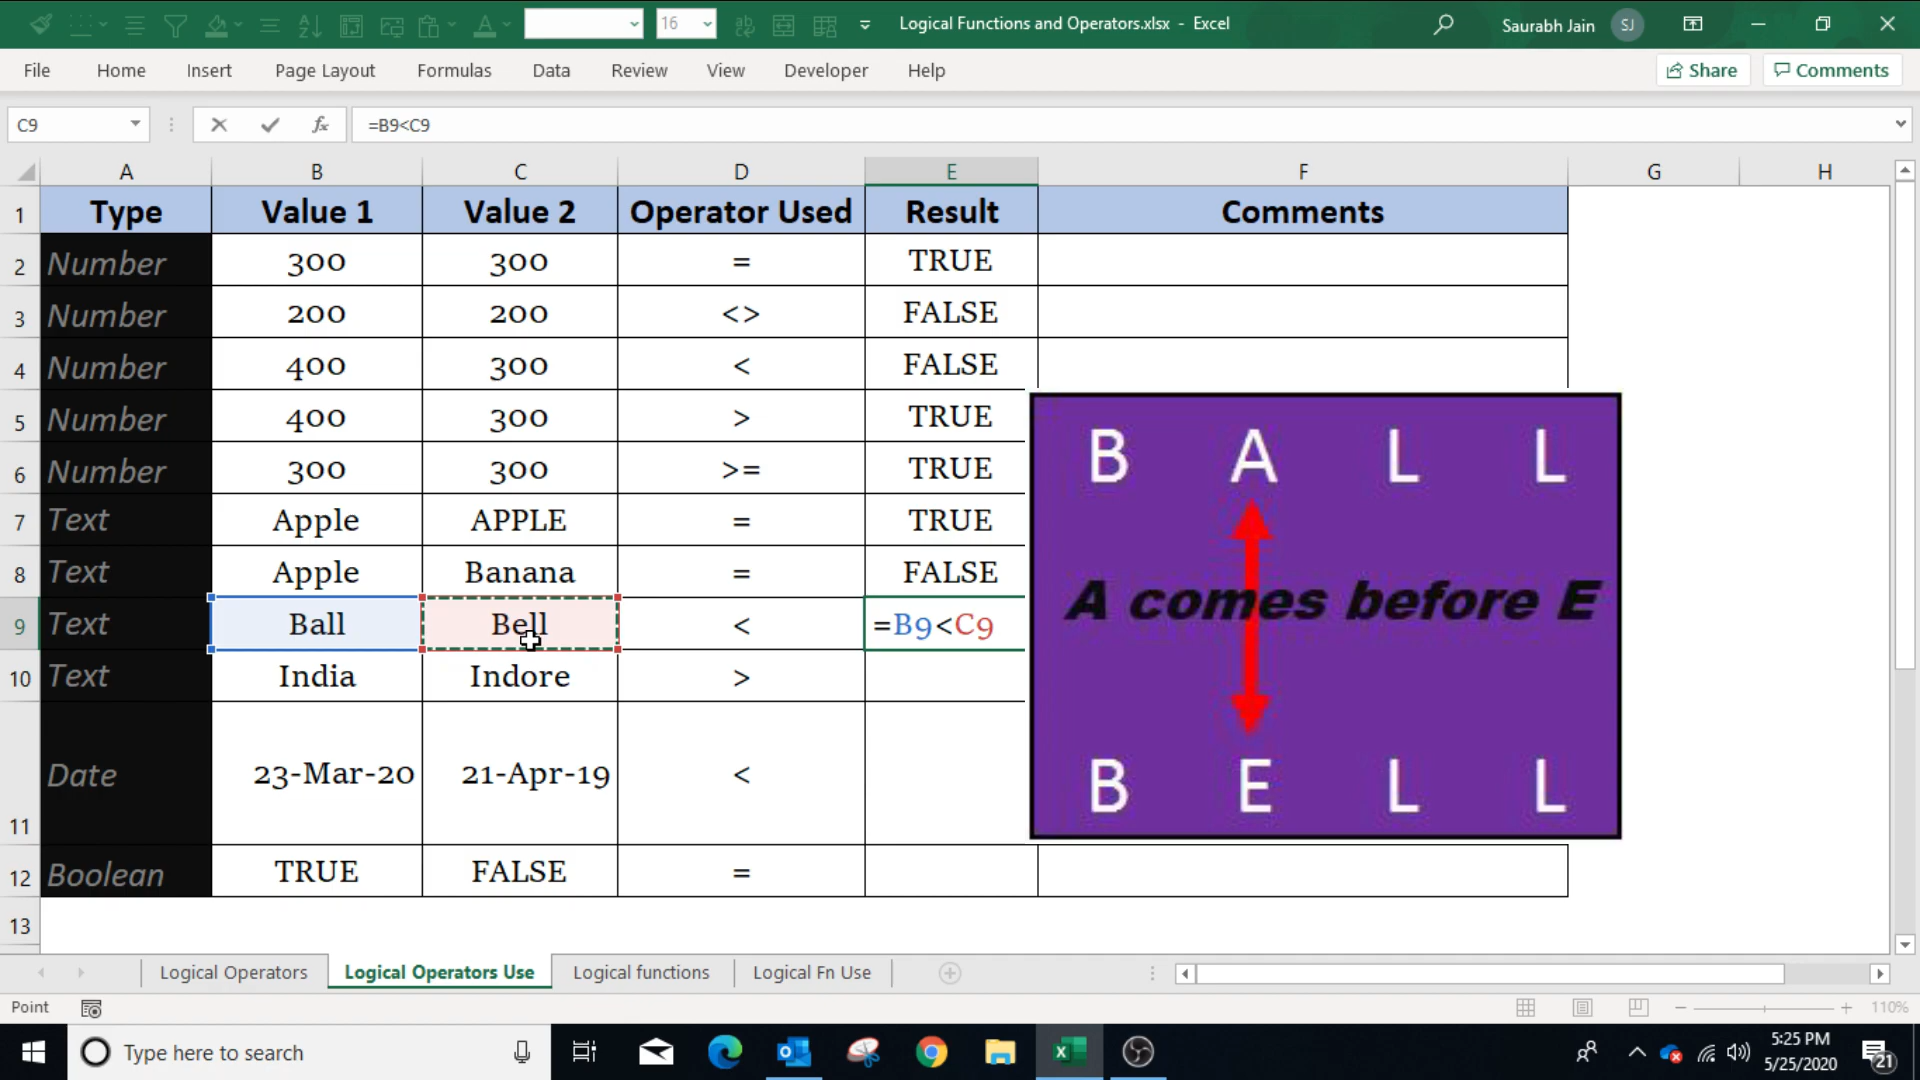 16
Logical Functions and Operators.xlsx - Excel
Saurabh Jain SJ
File Home Insert Page Layout Formulas Data Review View Developer Help Share Comments
C9 fx =B9<C9
A B C D E F G H
1 Type Value 1 Value 2 Operator Used Result Comments
2 Number 300 300 = TRUE
3 Number 200 200 <> FALSE
4 Number 400 300 < FALSE
5 Number 400 300 > TRUE
6 Number 300 300 >= TRUE
7 Text Apple APPLE = TRUE
8 Text Apple Banana = FALSE
9 Text Ball Bell < =B9<C9
10 Text India Indore >
11 Date 23-Mar-20 21-Apr-19 <
12 Boolean TRUE FALSE =
13
B A L L
A comes before E
B E L L
Logical Operators Logical Operators Use Logical functions Logical Fn Use
Point 110%
Type here to search
5:25 PM
5/25/2020
21